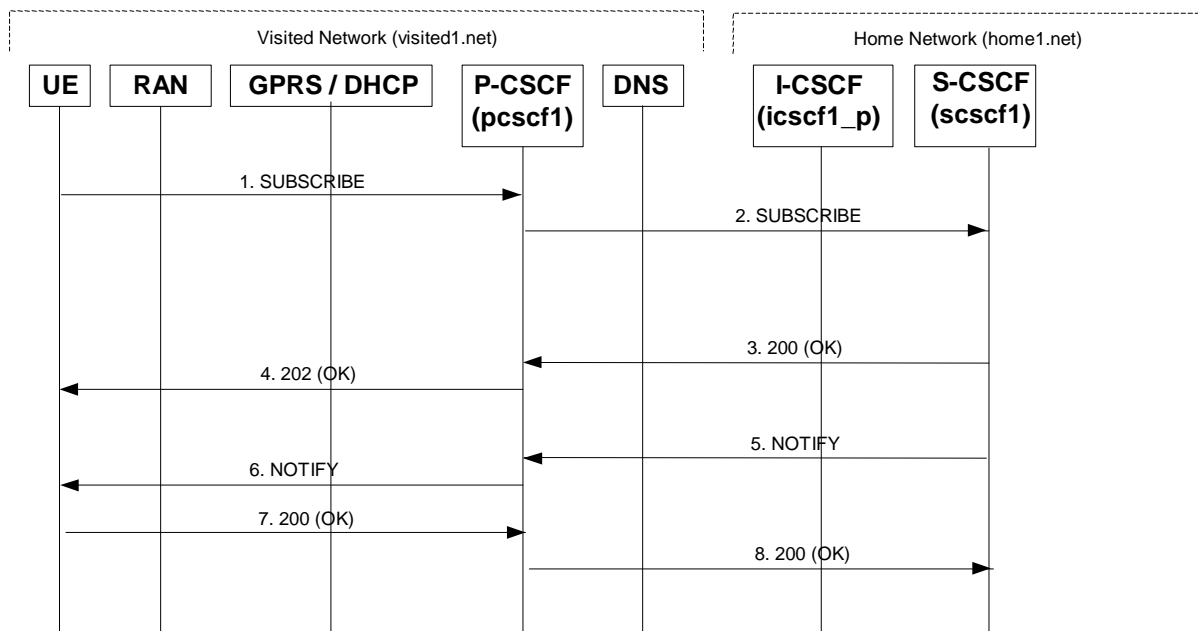 Visited Network (visited1.net)
Home Network (home1.net)
UE
RAN
GPRS / DHCP
P-CSCF
(pcscf1)
DNS
I-CSCF
(icscf1_p)
S-CSCF
(scscf1)
1. SUBSCRIBE
2. SUBSCRIBE
3. 200 (OK)
4. 202 (OK)
5. NOTIFY
6. NOTIFY
7. 200 (OK)
8. 200 (OK)